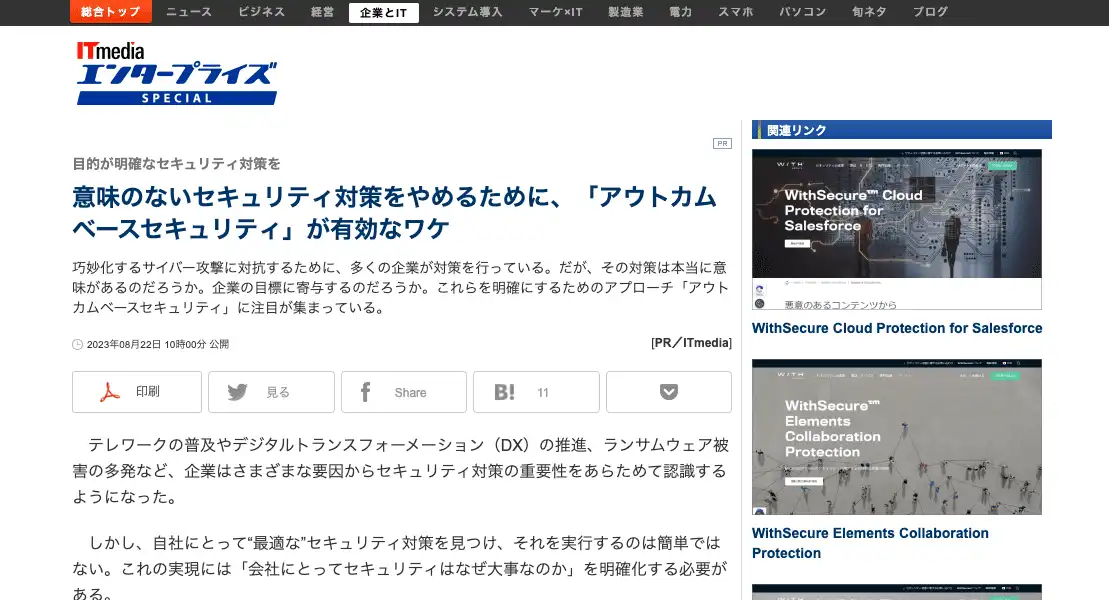 総合トップ ニュース ビジネス 経営 企業とIT システム導入 マーケ×IT 製造業 電力 スマホ パソコン 旬ネタ ブログ
ITmedia
エンタープライズ
SPECIAL
PR
目的が明確なセキュリティ対策を
意味のないセキュリティ対策をやめるために、「アウトカム
ベースセキュリティ」が有効なワケ
巧妙化するサイバー攻撃に対抗するために、多くの企業が対策を行っている。だが、その対策は本当に意
味があるのだろうか。企業の目標に寄与するのだろうか。これらを明確にするためのアプローチ「アウト
カムベースセキュリティ」に注目が集まっている。
2023年08月22日 10時00分 公開
[PR/ITmedia]
印刷 見る Share B! 11
テレワークの普及やデジタルトランスフォーメーション(DX)の推進、ランサムウェア被
害の多発など、企業はさまざまな要因からセキュリティ対策の重要性をあらためて認識する
ようになった。
しかし、自社にとって“最適な”セキュリティ対策を見つけ、それを実行するのは簡単では
ない。これの実現には「会社にとってセキュリティはなぜ大事なのか」を明確化する必要が
ある。
関連リンク
WithSecure™ Cloud
Protection for
Salesforce
悪意のあるコンテンツから
WithSecure Cloud Protection for Salesforce
WithSecure™
Elements
Collaboration
Protection
WithSecure Elements Collaboration
Protection